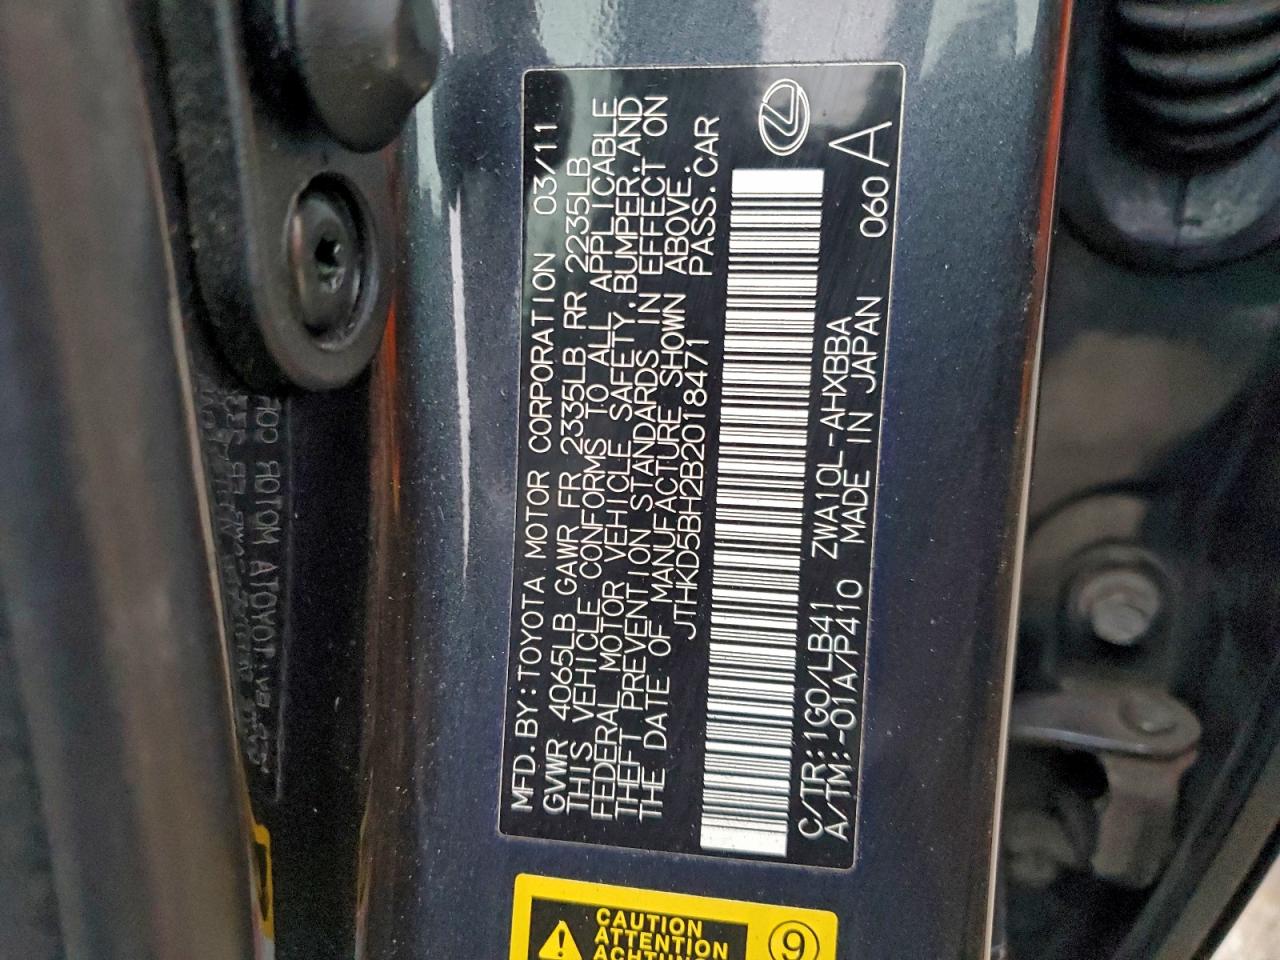 MFD. BY: TOYOTA MOTOR CORPORATION 03/11
GVWR 4065LB GAWR FR 2335LB RR 2235LB
THIS VEHICLE CONFORMS TO ALL APPLICABLE
FEDERAL MOTOR VEHICLE SAFETY, BUMPER, AND
THEFT PREVENTION STANDARDS IN EFFECT ON
THE DATE OF MANUFACTURE SHOWN ABOVE.
JTHKD5BH2B2018471 PASS. CAR
C/TR: 1G0/LB41 ZWA10L-AHXBBA 060
A/TM: -01A/P410 MADE IN JAPAN A
CAUTION
ATTENTION
ACHTUNG
9